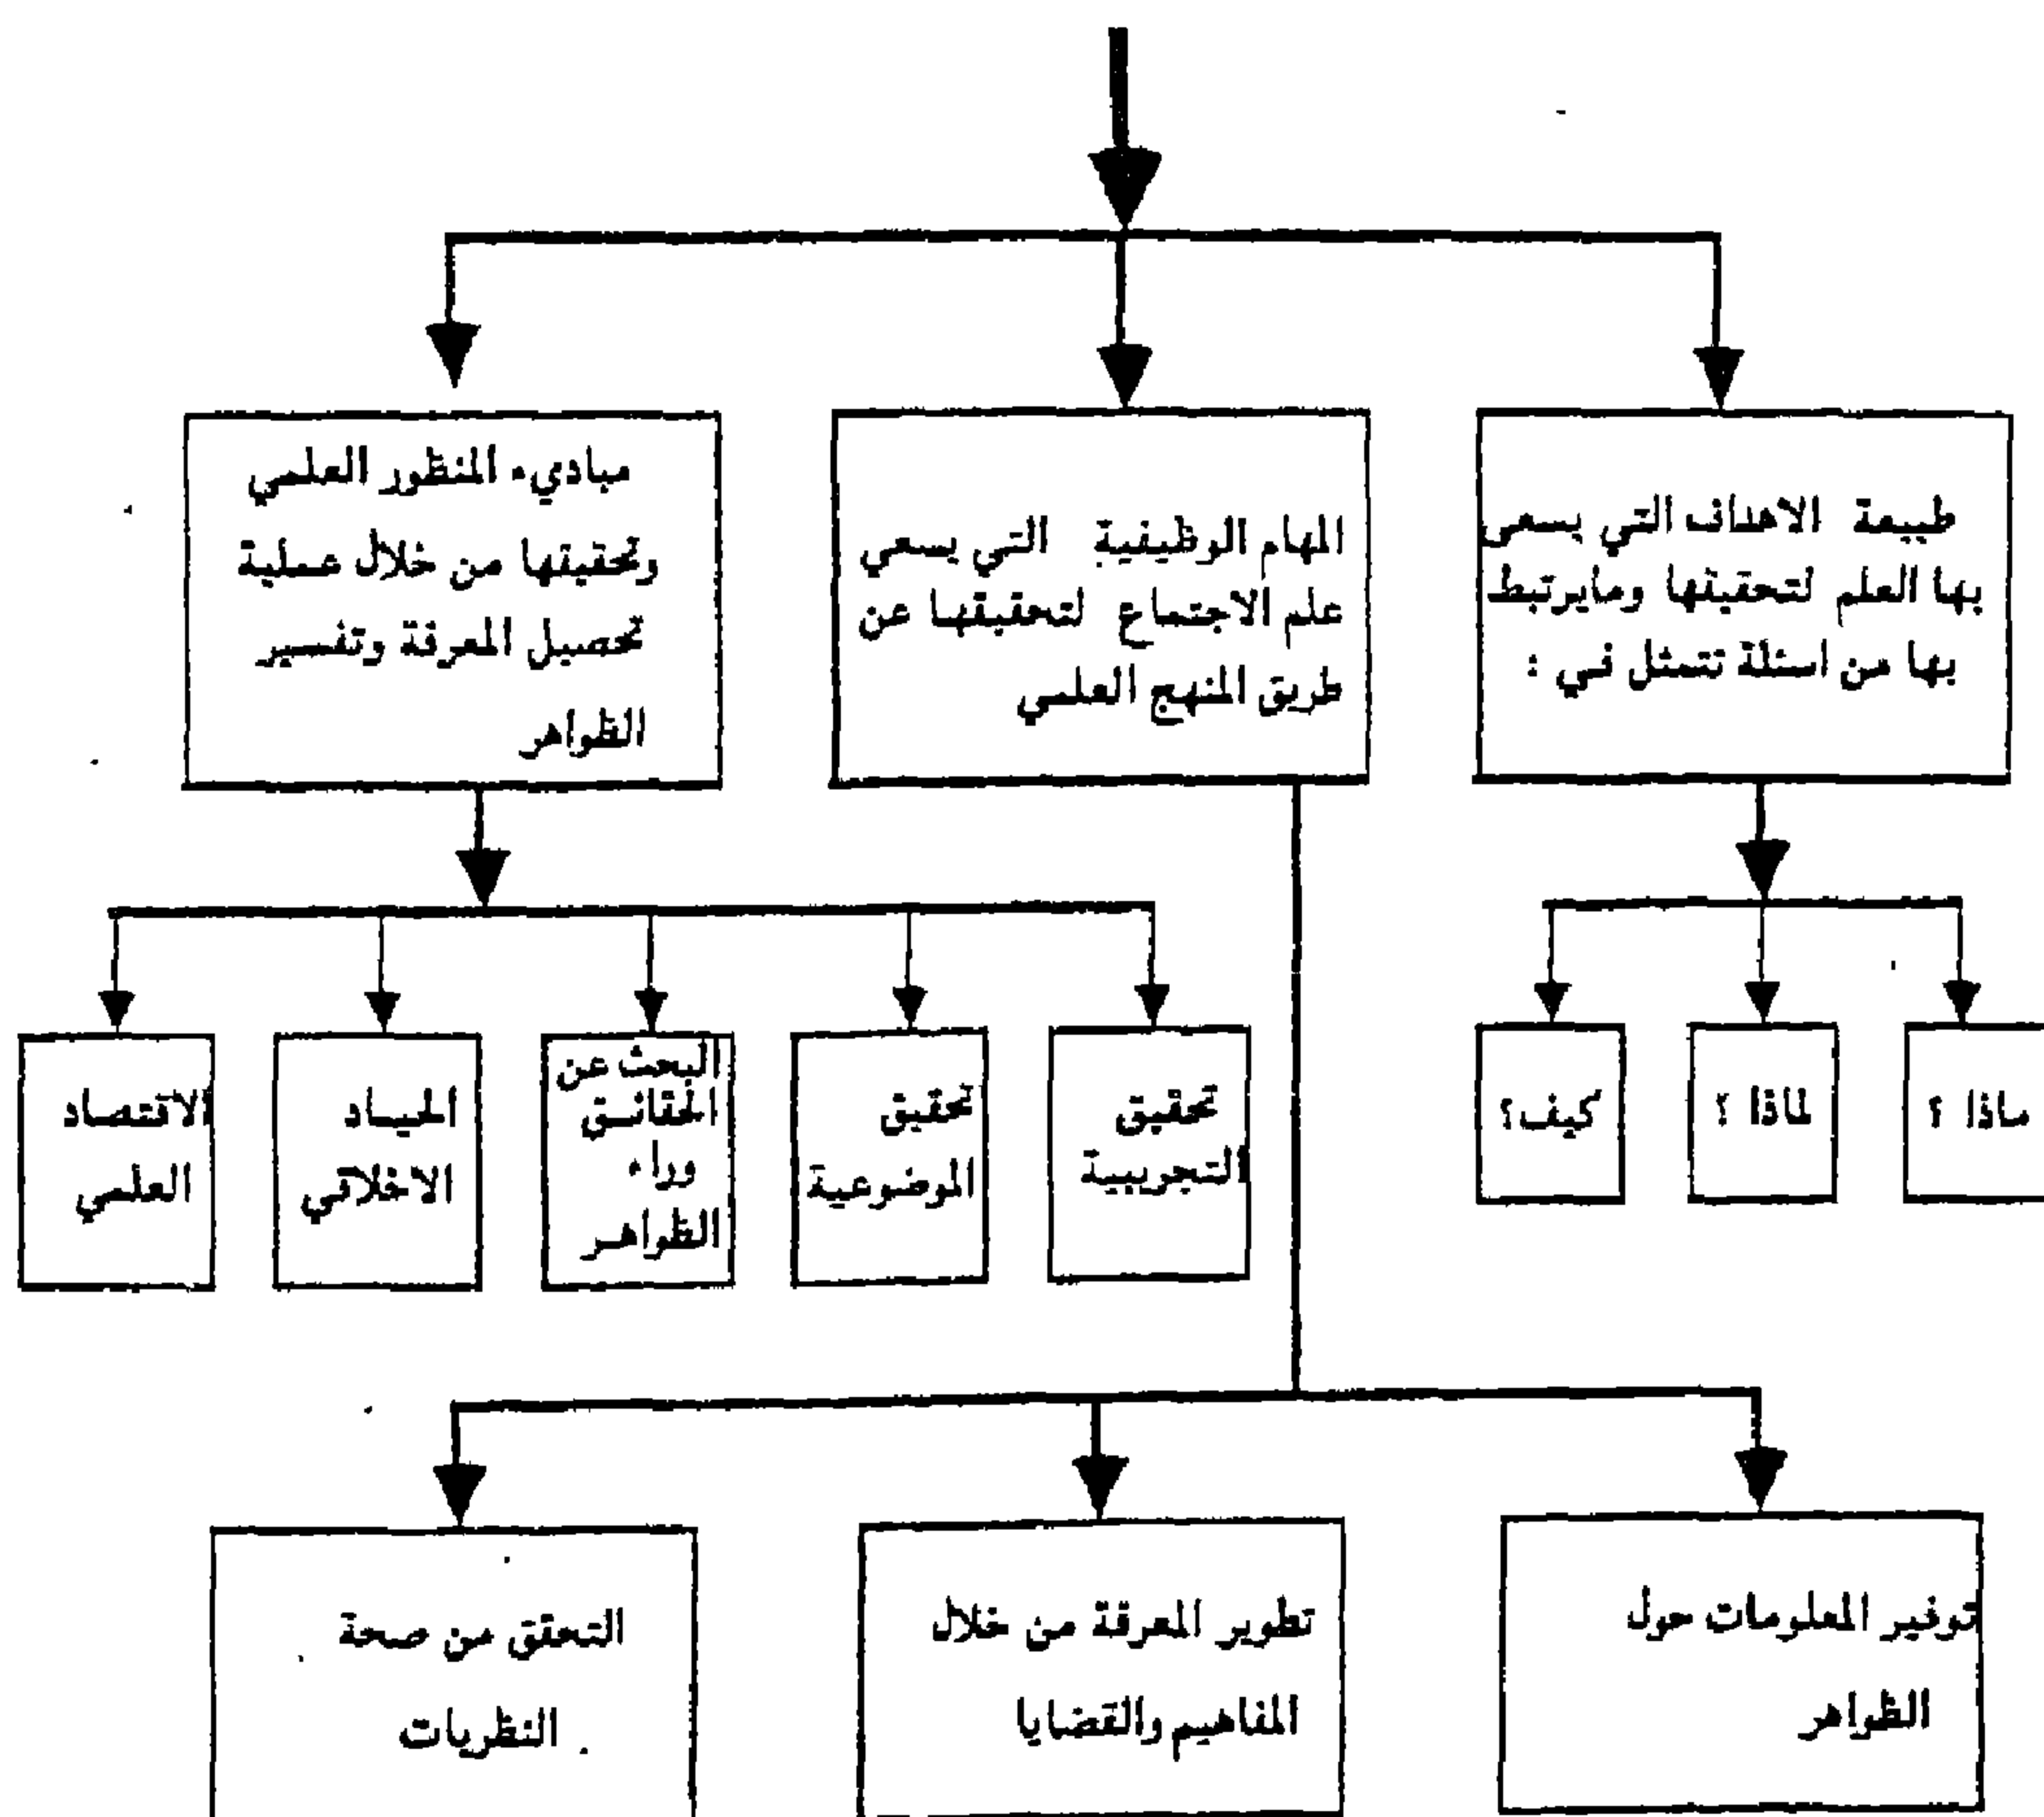 طبيعة الاهداف التي يسعى
بها العلم لتحقيقها ومايرتبط
بها من اسئلة تتمثل في :
المهام الوظيفية التي يسعي
علم الاجتماع لتحقيقها عن
طريق المنهج العلمي
مباديء المنظور العلمي
وتحقيقها من خلال عملية
تحصيل المعرفة وتفسير
الظواهر
ماذا ؟
لماذا ؟
كيف ؟
تحقيق
التجريبية
تحقيق
الموضوعية
البحث عن
الحقائق
وراء
الظواهر
الحياد
الاخلاقي
الاقتصاد
العلمي
توفير المعلومات حول
الظواهر
تطوير المعرفة من خلال
المفاهيم والقضايا
التحقق من صحة
النظريات